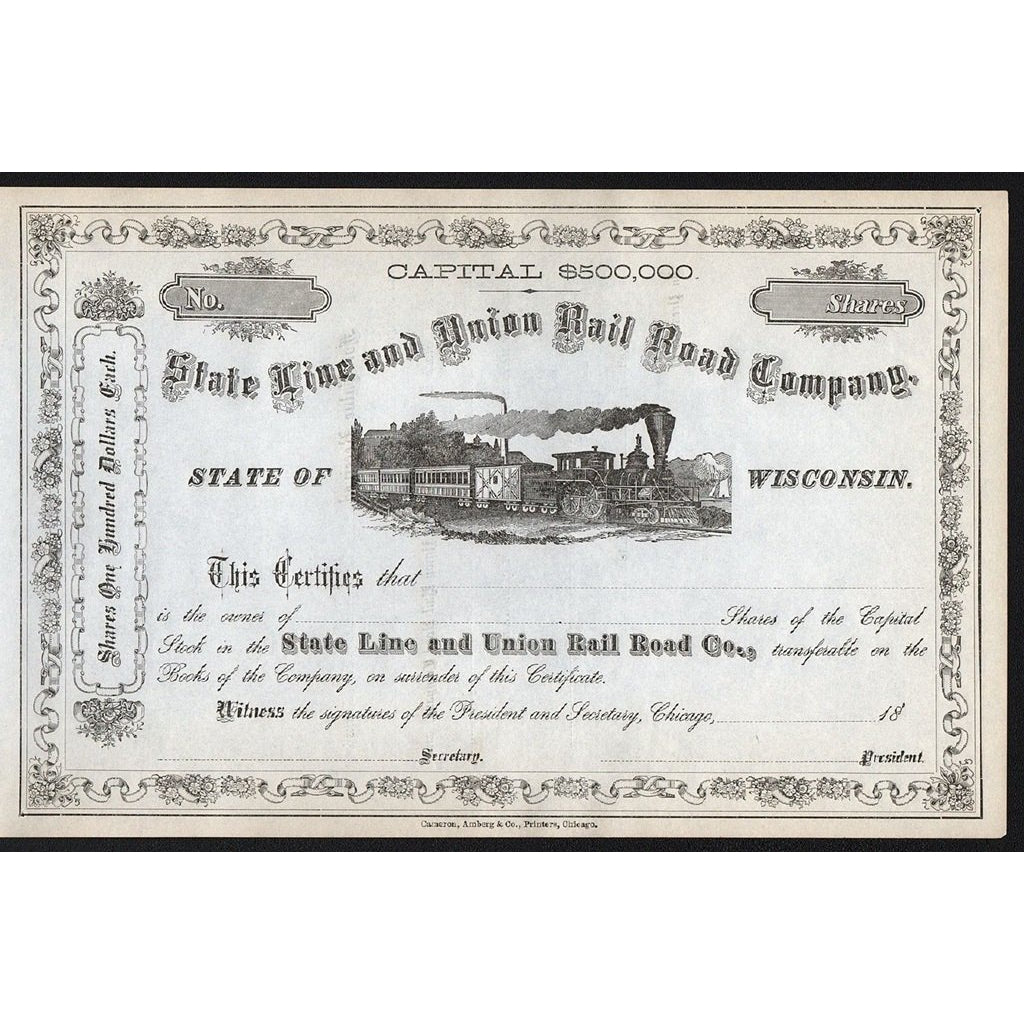 CAPITAL $500,000.
No.
Shares
State Line and Union Rail Road Company.
STATE OF WISCONSIN.
Shares One Hundred Dollars Each.
This Certifies that
is the owner of Shares of the Capital
Stock in the State Line and Union Rail Road Co., transferable on the
Books of the Company, on surrender of this Certificate.
Witness the signatures of the President and Secretary, Chicago, 18
Secretary. President.
Cameron, Amberg & Co., Printers, Chicago.